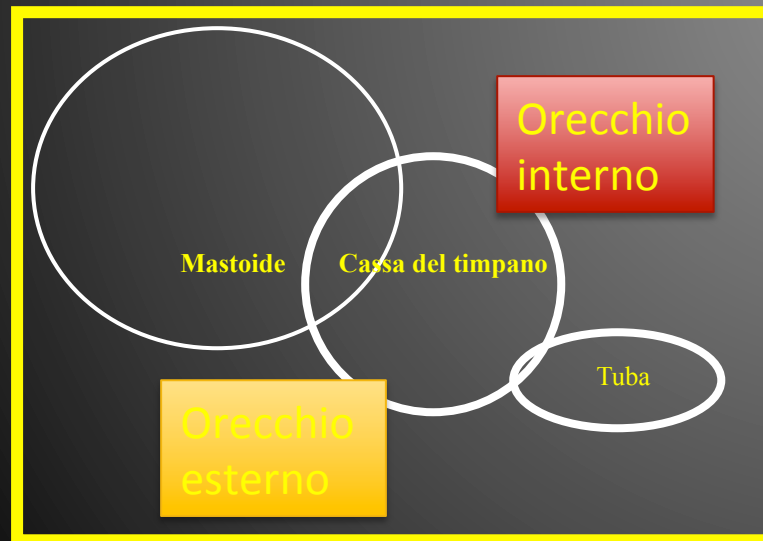 Orecchio
interno
Mastoide
Cassa del timpano
Tuba
Orecchio
esterno